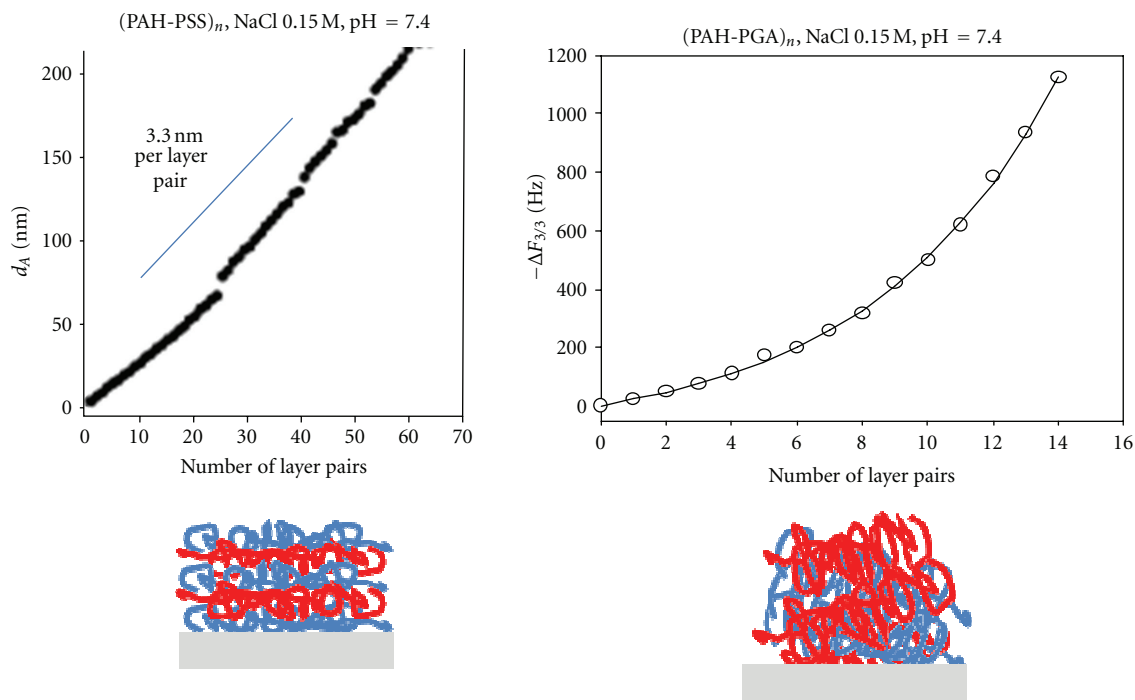 (PAH-PSS)n, NaCl 0.15 M, pH = 7.4
200
150
100
50
0
dA (nm)
3.3 nm
per layer
pair
0 10 20 30 40 50 60 70
Number of layer pairs
(PAH-PGA)n, NaCl 0.15 M, pH = 7.4
1200
1000
800
600
400
200
0
−ΔF3/3 (Hz)
0 2 4 6 8 10 12 14 16
Number of layer pairs